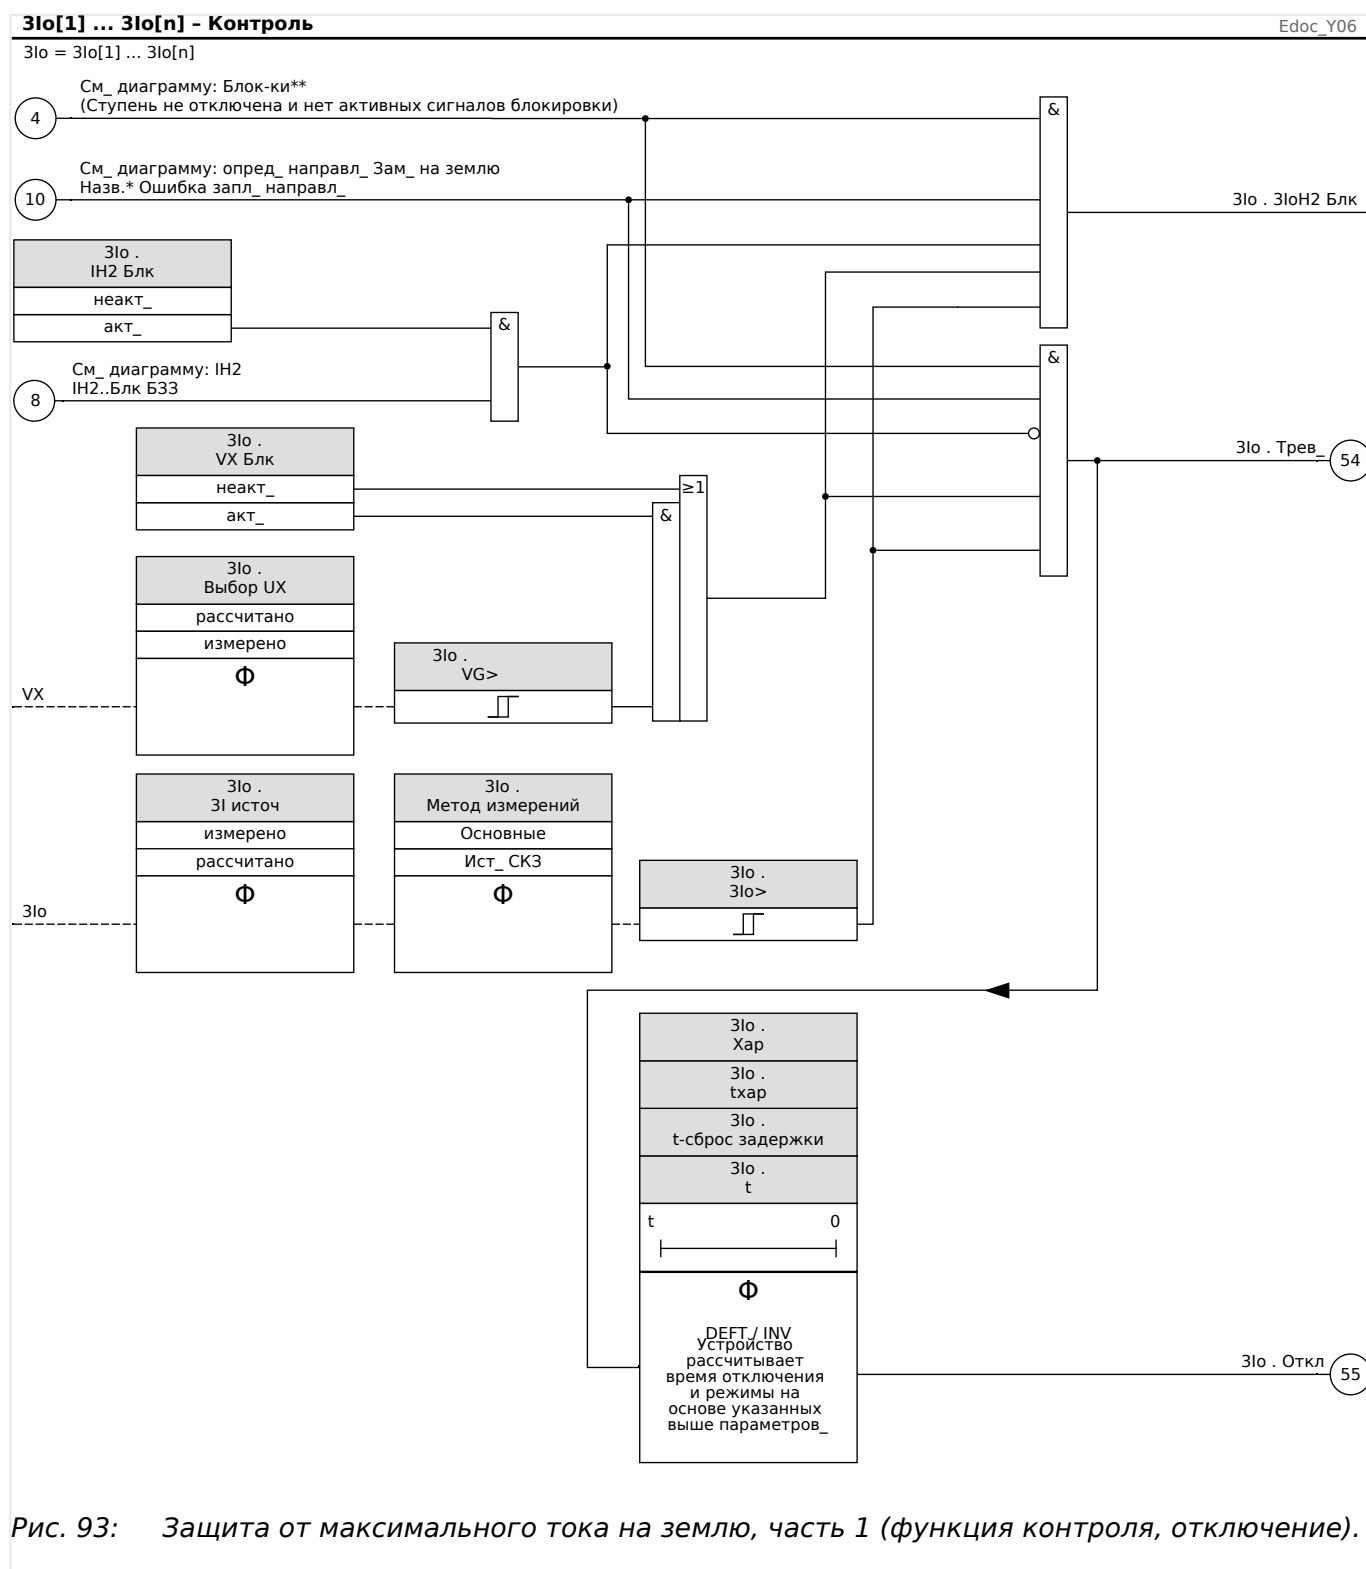 3Io[1] ... 3Io[n] – Контроль
Edoc_Y06
3Io = 3Io[1] ... 3Io[n]
См_ диаграмму: Блок-ки**
(Ступень не отключена и нет активных сигналов блокировки)
4
&
См_ диаграмму: опред_ направл_ Зам_ на землю
Назв.* Ошибка запл_ направл_
10
3Io . 3IoH2 Блк
3Io .
IH2 Блк
неакт_
акт_
&
&
См_ диаграмму: IH2
IH2..Блк БЗЗ
8
3Io .
VX Блк
неакт_
акт_
≥1
&
3Io . Трев_
54
3Io .
Выбор UX
рассчитано
измерено
Ф
VX
3Io .
VG>
3Io .
3I источ
измерено
рассчитано
Ф
3Io
3Io .
Метод измерений
Основные
Ист_ СКЗ
Ф
3Io .
3Io>
3Io .
Хар
3Io .
tхар
3Io .
t-сброс задержки
3Io .
t
t 0
Ф
DEFT / INV
Устройство
рассчитывает
время отключения
и режимы на
основе указанных
выше параметров_
3Io . Откл
55
Рис. 93: Защита от максимального тока на землю, часть 1 (функция контроля, отключение).